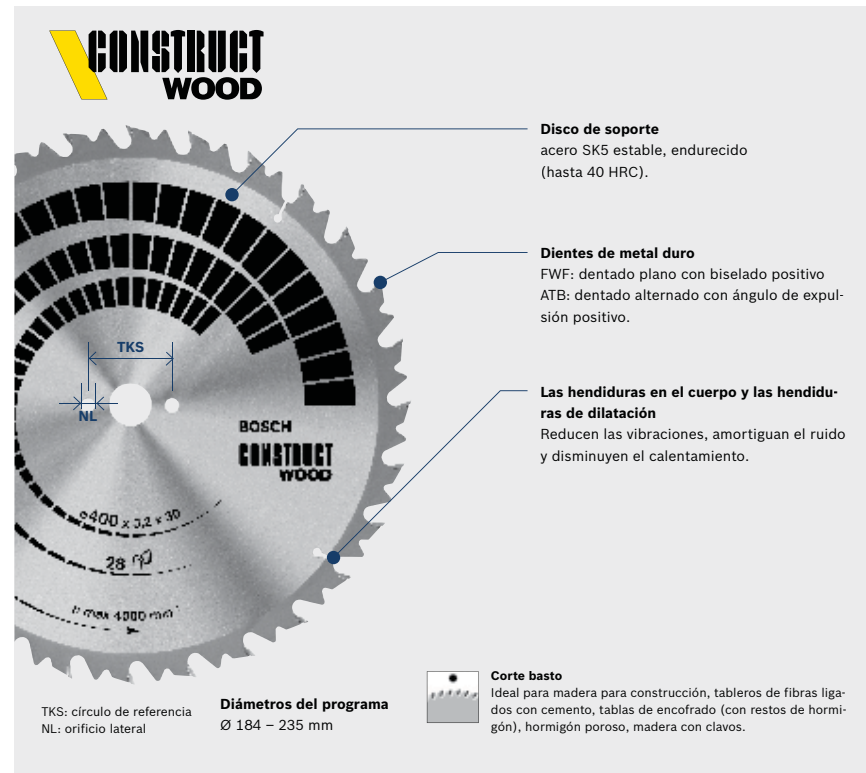 CONSTRUCT
WOOD
Disco de soporte
acero SK5 estable, endurecido
(hasta 40 HRC).
Dientes de metal duro
FWF: dentado plano con biselado positivo
ATB: dentado alternado con ángulo de expul-
sión positivo.
TKS
NL
Las hendiduras en el cuerpo y las hendidu-
ras de dilatación
Reducen las vibraciones, amortiguan el ruido
y disminuyen el calentamiento.
BOSCH
CONSTRUCT
WOOD
ø400 x 3,2 x 30
28
n max 4000 min
TKS: círculo de referencia
NL: orificio lateral
Diámetros del programa
Ø 184 – 235 mm
Corte basto
Ideal para madera para construcción, tableros de fibras liga-
dos con cemento, tablas de encofrado (con restos de hormi-
gón), hormigón poroso, madera con clavos.